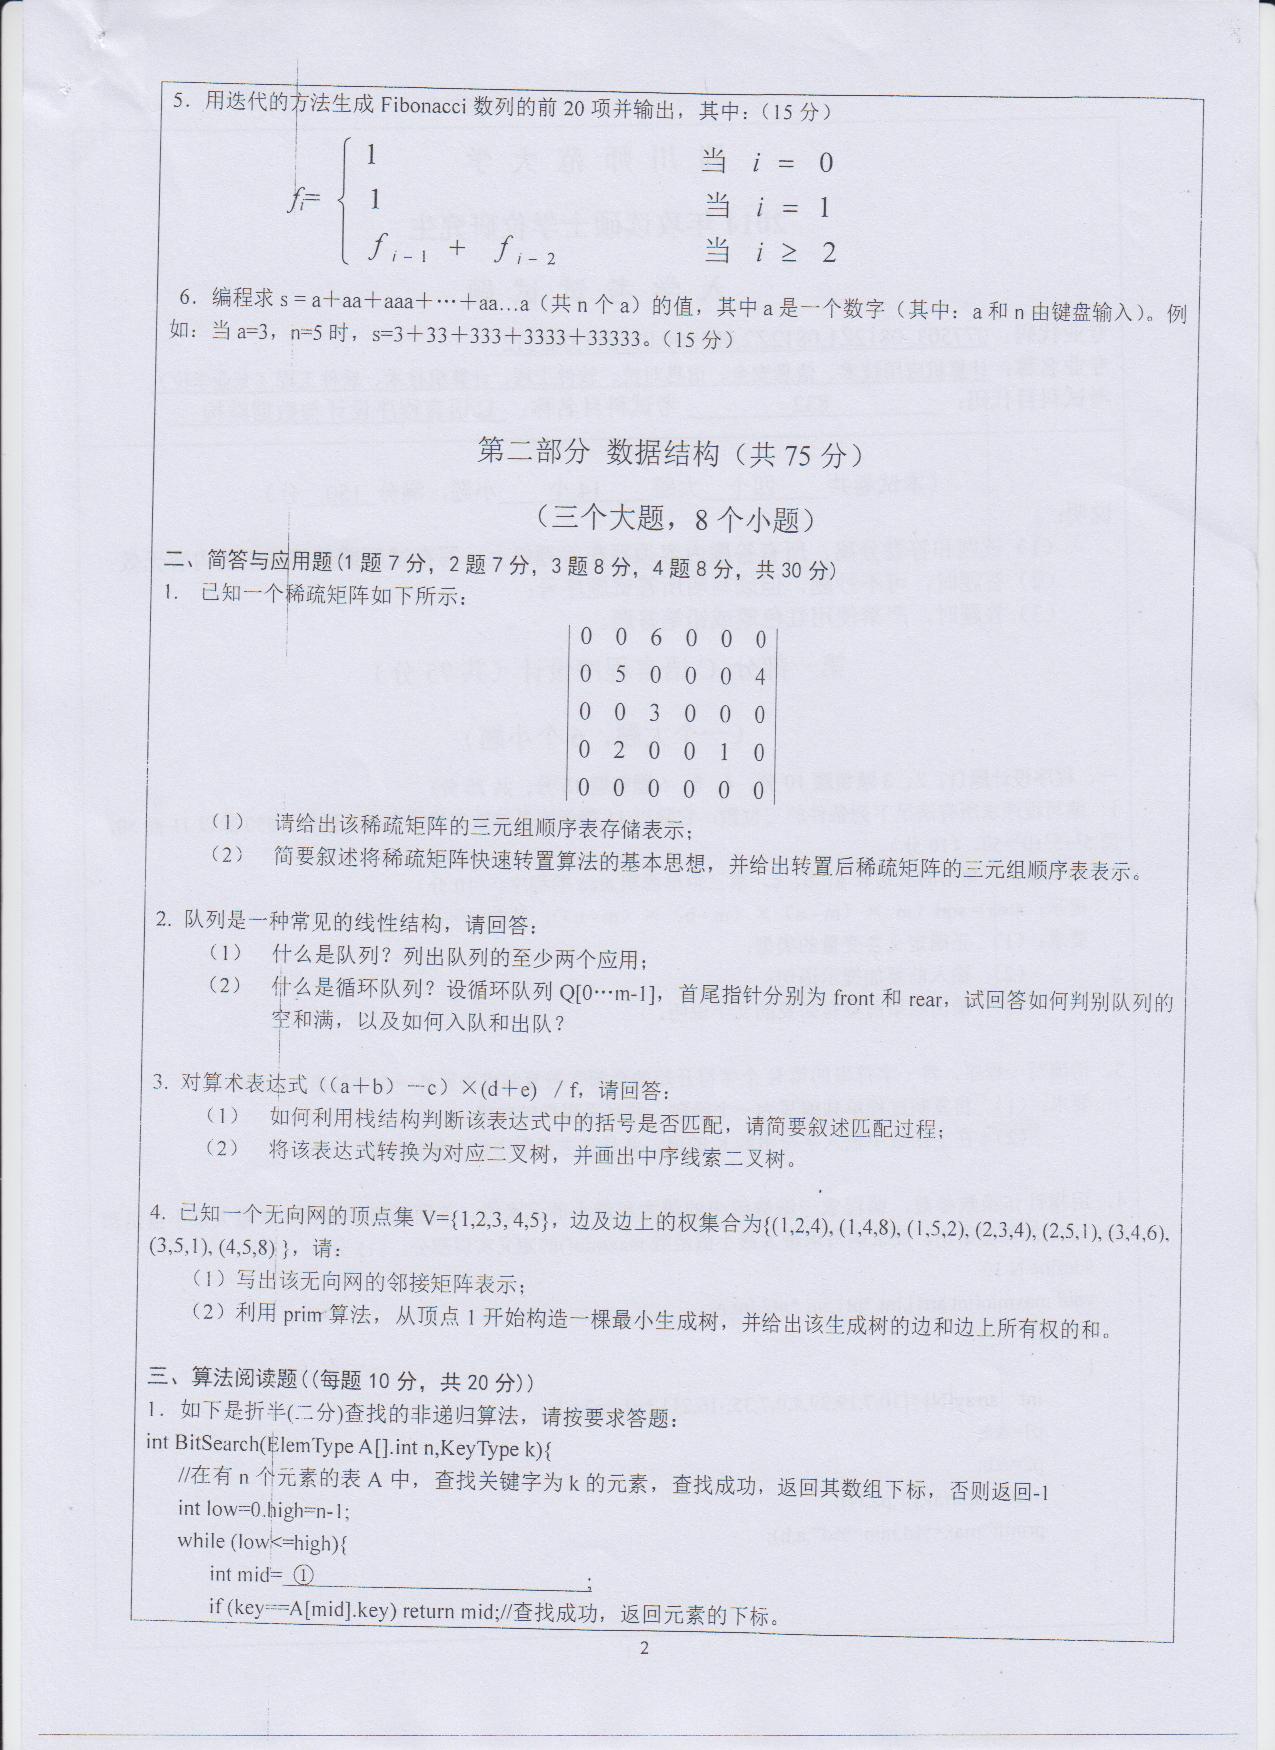 5．用迭代的方法生成 Fibonacci 数列的前 20 项并输出，其中：（15 分）
1 当 i = 0
fi= 1 当 i = 1
f i－1 + f i－2 当 i ≥ 2
6．编程求 s = a＋aa＋aaa＋…＋aa...a（共 n 个 a）的值，其中 a 是一个数字（其中：a 和 n 由键盘输入）。例
如：当 a=3，n=5 时，s=3＋33＋333＋3333＋33333。（15 分）
第二部分 数据结构（共 75 分）
（三个大题，8 个小题）
二、简答与应用题(1 题 7 分，2 题 7 分，3 题 8 分，4 题 8 分，共 30 分)
1. 已知一个稀疏矩阵如下所示：
0 0 6 0 0 0
0 5 0 0 0 4
0 0 3 0 0 0
0 2 0 0 1 0
0 0 0 0 0 0
（1） 请给出该稀疏矩阵的三元组顺序表存储表示；
（2） 简要叙述将稀疏矩阵快速转置算法的基本思想，并给出转置后稀疏矩阵的三元组顺序表表示。
2. 队列是一种常见的线性结构，请回答：
（1） 什么是队列？列出队列的至少两个应用；
（2） 什么是循环队列？设循环队列 Q[0…m-1]，首尾指针分别为 front 和 rear，试回答如何判别队列的
空和满，以及如何入队和出队？
3. 对算术表达式（(a＋b）－c）×(d＋e) / f，请回答：
（1） 如何利用栈结构判断该表达式中的括号是否匹配，请简要叙述匹配过程；
（2） 将该表达式转换为对应二叉树，并画出中序线索二叉树。
4. 已知一个无向网的顶点集 V={1,2,3, 4,5}，边及边上的权集合为{(1,2,4), (1,4,8), (1,5,2), (2,3,4), (2,5,1), (3,4,6),
(3,5,1), (4,5,8) }，请：
（1）写出该无向网的邻接矩阵表示；
（2）利用 prim 算法，从顶点 1 开始构造一棵最小生成树，并给出该生成树的边和边上所有权的和。
三、算法阅读题((每题 10 分，共 20 分))
1．如下是折半(二分)查找的非递归算法，请按要求答题：
int BitSearch(ElemType A[].int n,KeyType k){
//在有 n 个元素的表 A 中，查找关键字为 k 的元素，查找成功，返回其数组下标，否则返回-1
int low=0.high=n-1;
while (low<=high){
int mid= ① ;
if (key==A[mid].key) return mid;//查找成功，返回元素的下标。
2